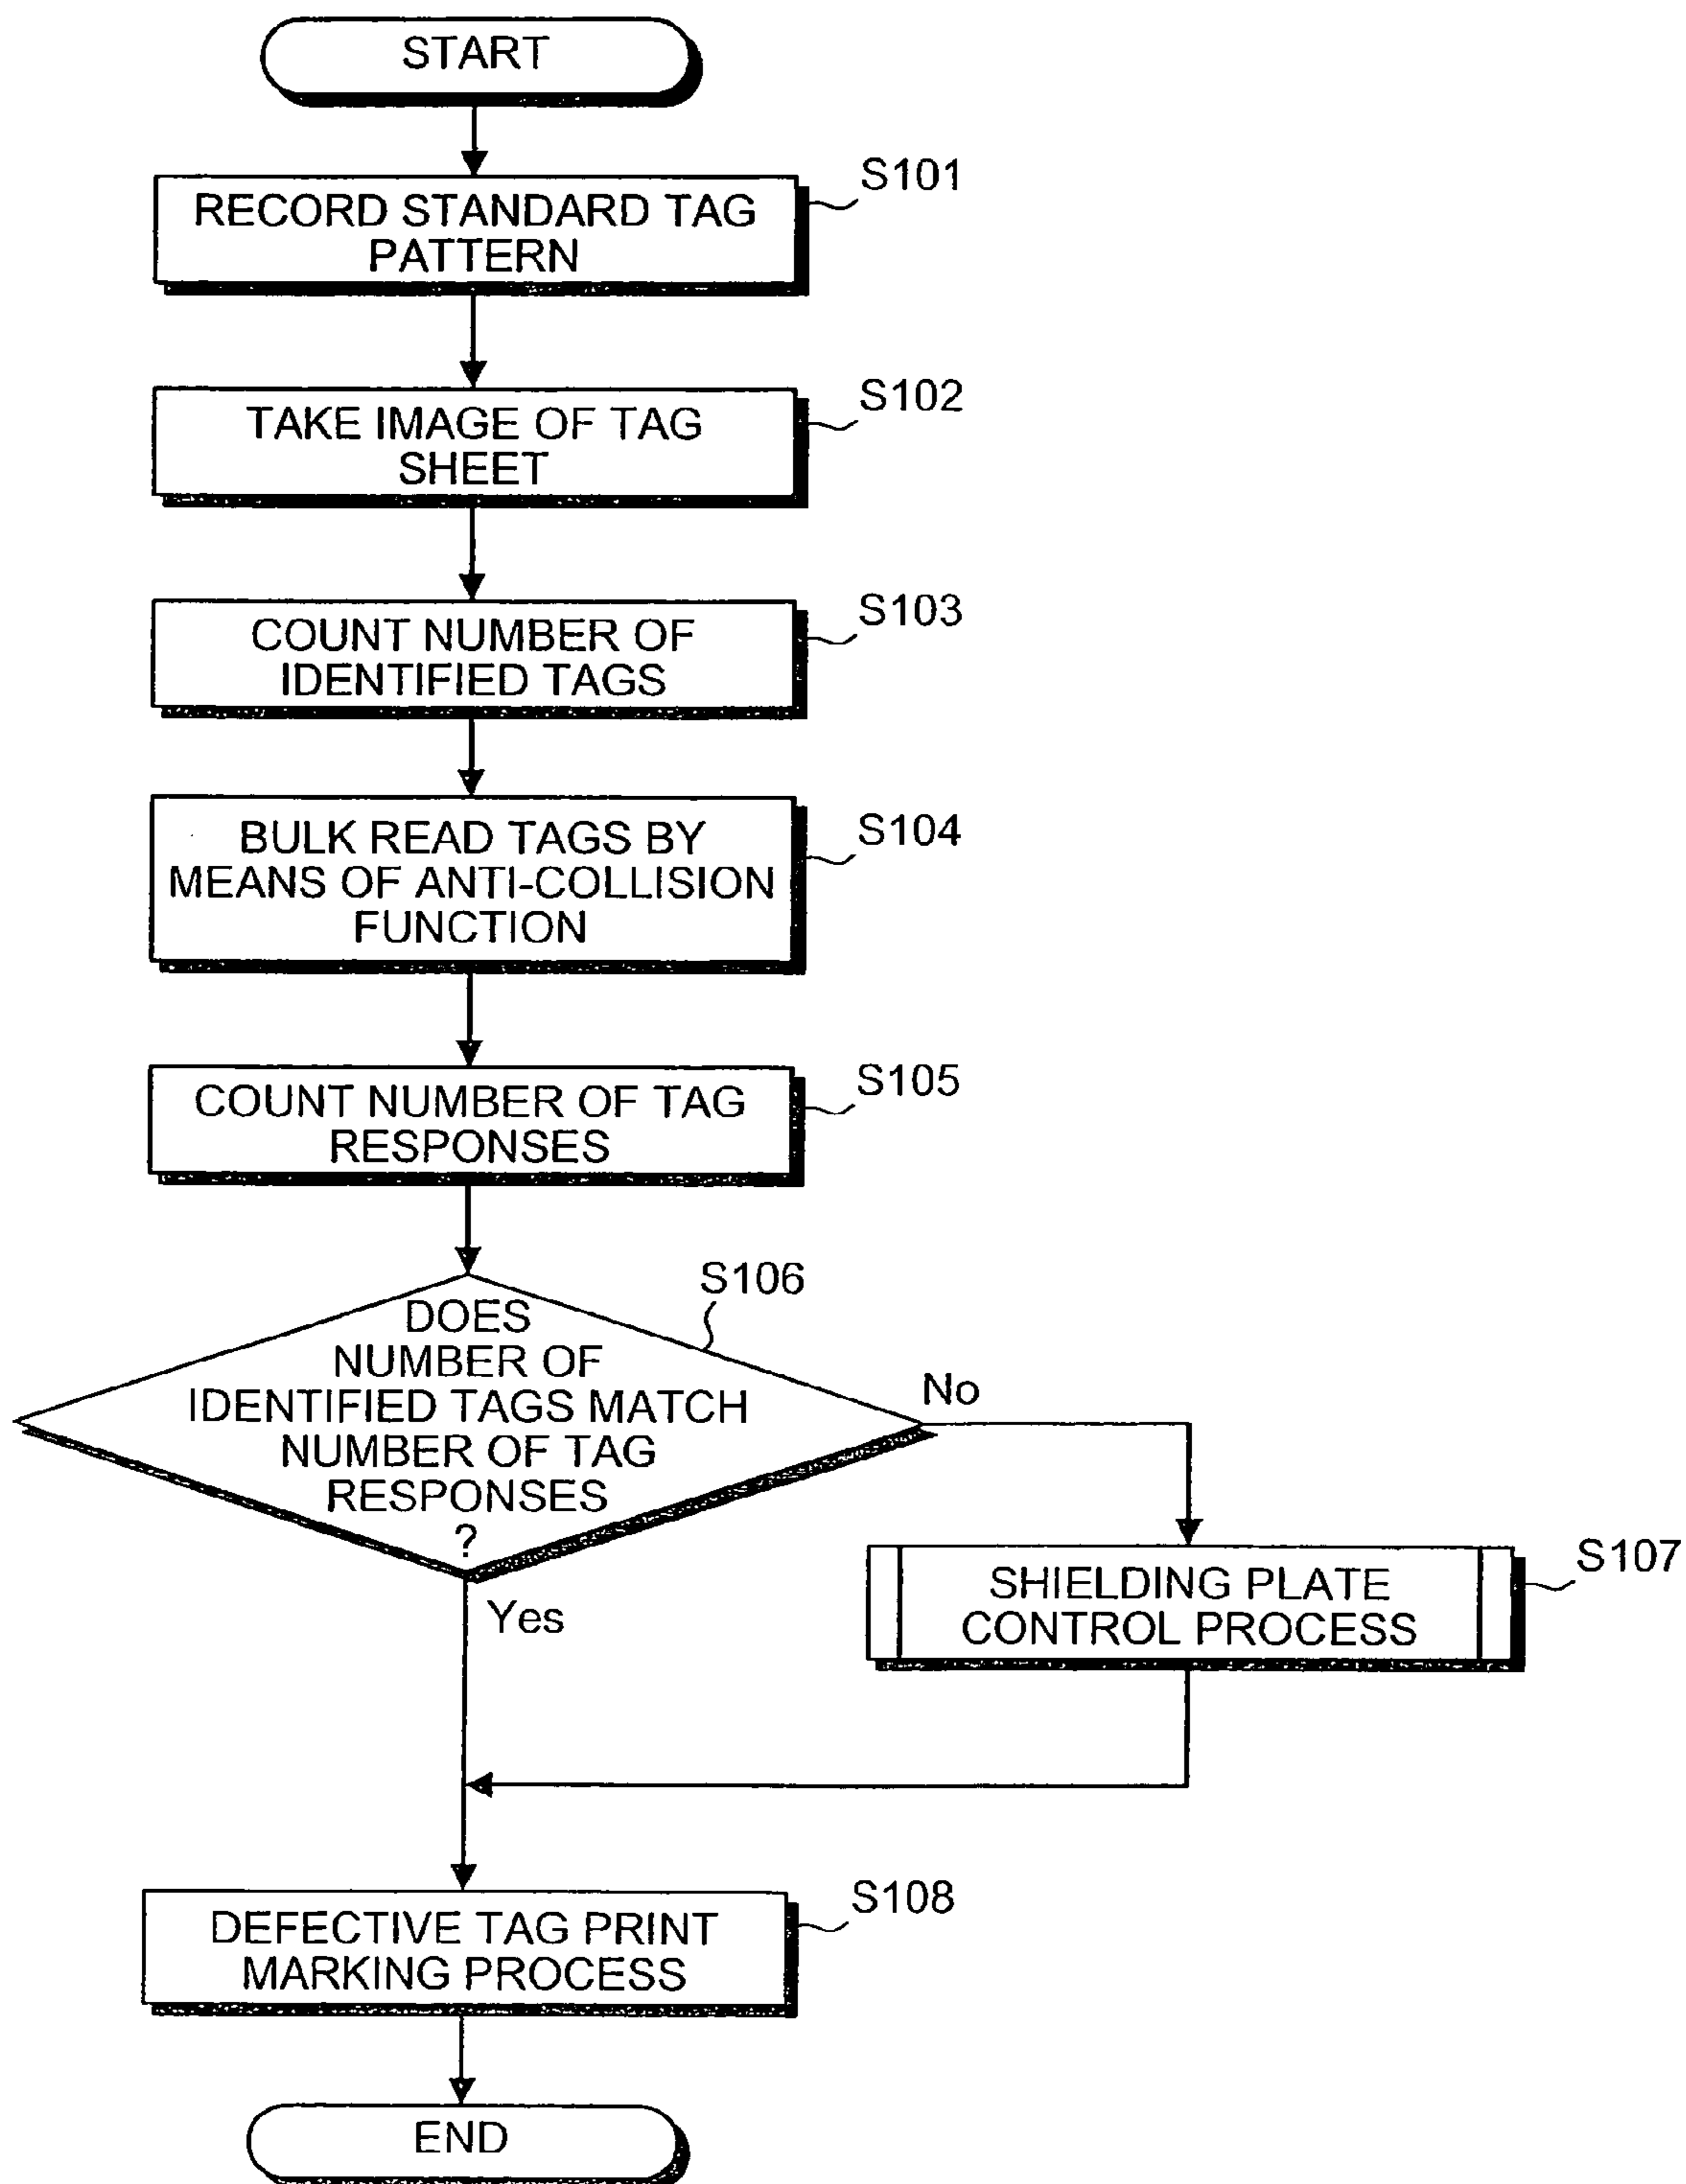 START
S101
RECORD STANDARD TAG
PATTERN
S102
TAKE IMAGE OF TAG
SHEET
S103
COUNT NUMBER OF
IDENTIFIED TAGS
S104
BULK READ TAGS BY
MEANS OF ANTI-COLLISION
FUNCTION
S105
COUNT NUMBER OF TAG
RESPONSES
S106
DOES
NUMBER OF
IDENTIFIED TAGS MATCH
NUMBER OF TAG
RESPONSES
?
No
Yes
S107
SHIELDING PLATE
CONTROL PROCESS
S108
DEFECTIVE TAG PRINT
MARKING PROCESS
END